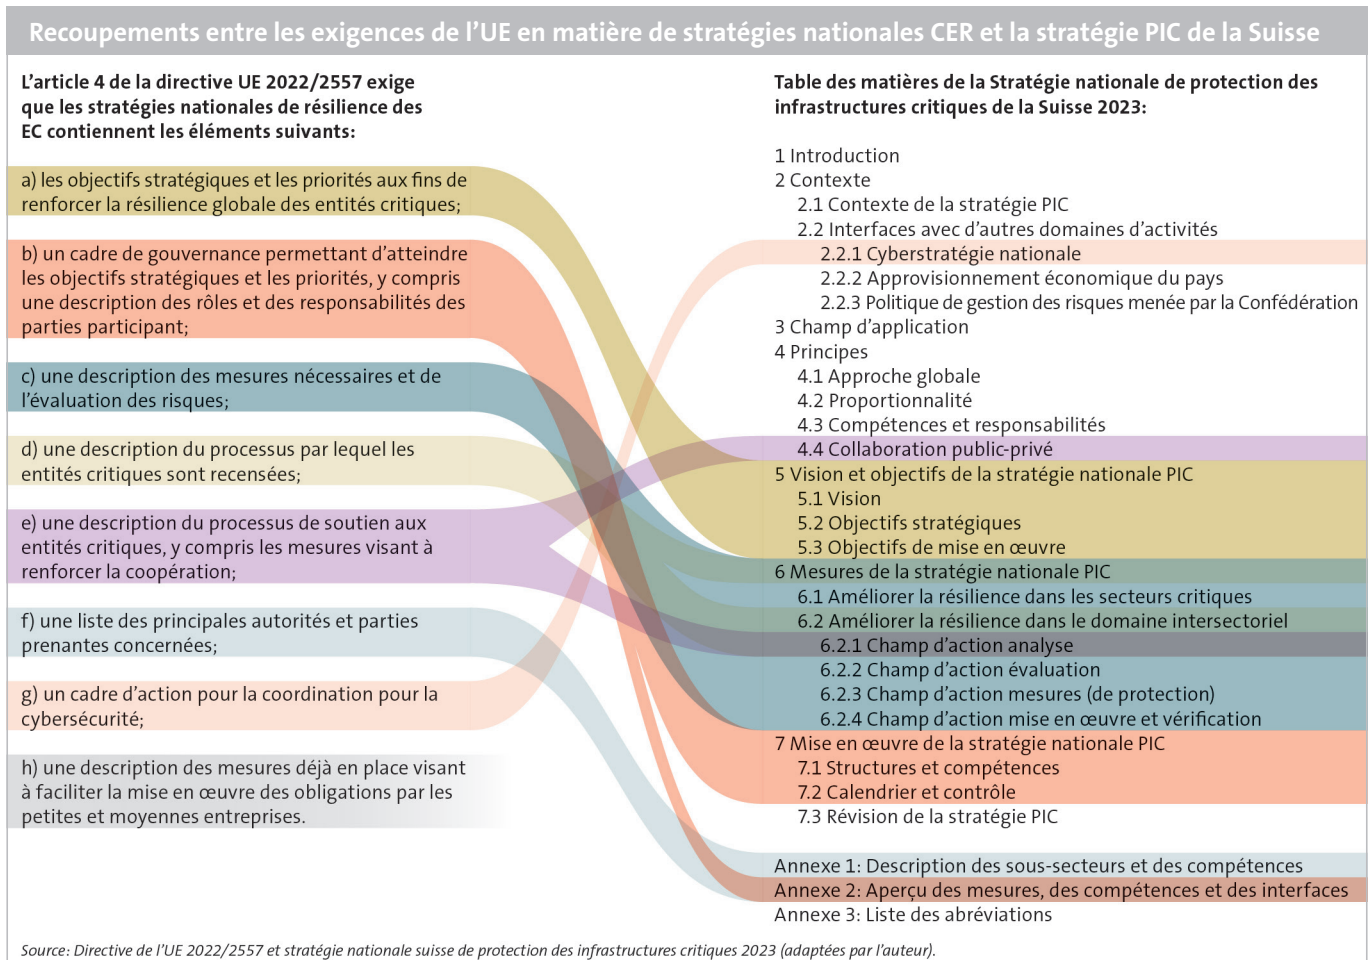 Recoupements entre les exigences de l’UE en matière de stratégies nationales CER et la stratégie PIC de la Suisse
L’article 4 de la directive UE 2022/2557 exige
que les stratégies nationales de résilience des
EC contiennent les éléments suivants:
a) les objectifs stratégiques et les priorités aux fins de
renforcer la résilience globale des entités critiques;
b) un cadre de gouvernance permettant d’atteindre
les objectifs stratégiques et les priorités, y compris
une description des rôles et des responsabilités des
parties participant;
c) une description des mesures nécessaires et de
l’évaluation des risques;
d) une description du processus par lequel les
entités critiques sont recensées;
e) une description du processus de soutien aux
entités critiques, y compris les mesures visant à
renforcer la coopération;
f) une liste des principales autorités et parties
prenantes concernées;
g) un cadre d’action pour la coordination pour la
cybersécurité;
h) une description des mesures déjà en place visant
à faciliter la mise en œuvre des obligations par les
petites et moyennes entreprises.
Table des matières de la Stratégie nationale de protection des
infrastructures critiques de la Suisse 2023:
1 Introduction
2 Contexte
2.1 Contexte de la stratégie PIC
2.2 Interfaces avec d’autres domaines d’activités
2.2.1 Cyberstratégie nationale
2.2.2 Approvisionnement économique du pays
2.2.3 Politique de gestion des risques menée par la Confédération
3 Champ d’application
4 Principes
4.1 Approche globale
4.2 Proportionnalité
4.3 Compétences et responsabilités
4.4 Collaboration public-privé
5 Vision et objectifs de la stratégie nationale PIC
5.1 Vision
5.2 Objectifs stratégiques
5.3 Objectifs de mise en œuvre
6 Mesures de la stratégie nationale PIC
6.1 Améliorer la résilience dans les secteurs critiques
6.2 Améliorer la résilience dans le domaine intersectoriel
6.2.1 Champ d’action analyse
6.2.2 Champ d’action évaluation
6.2.3 Champ d’action mesures (de protection)
6.2.4 Champ d’action mise en œuvre et vérification
7 Mise en œuvre de la stratégie nationale PIC
7.1 Structures et compétences
7.2 Calendrier et contrôle
7.3 Révision de la stratégie PIC
Annexe 1: Description des sous-secteurs et des compétences
Annexe 2: Aperçu des mesures, des compétences et des interfaces
Annexe 3: Liste des abréviations
Source: Directive de l’UE 2022/2557 et stratégie nationale suisse de protection des infrastructures critiques 2023 (adaptées par l’auteur).